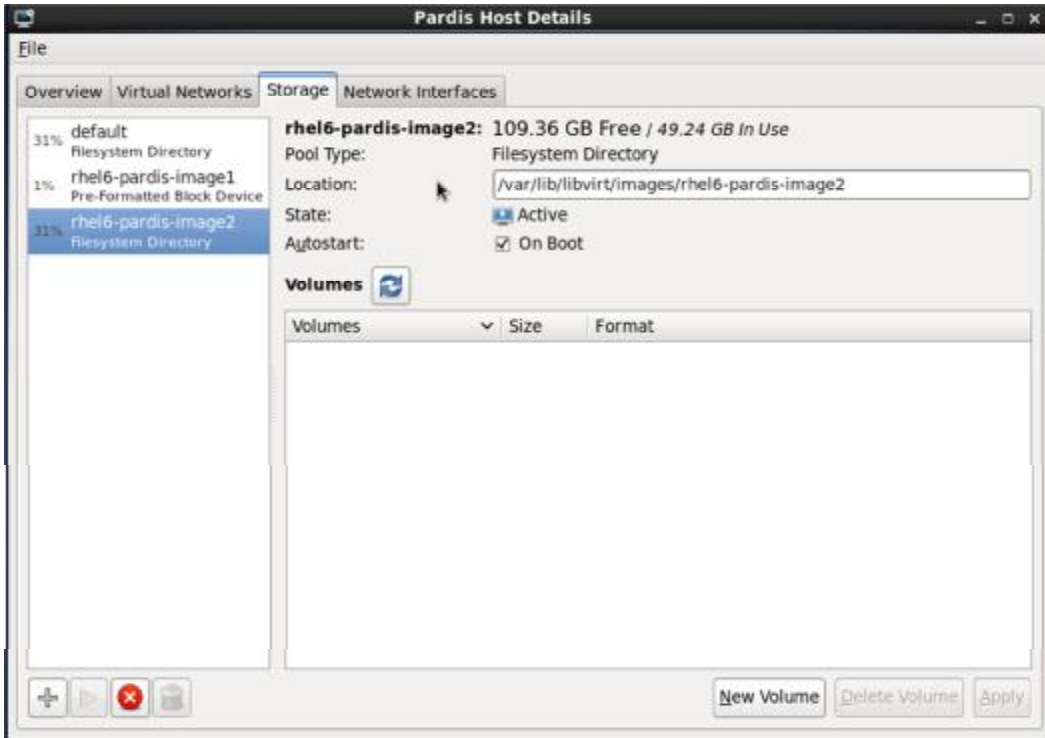 Pardis Host Details
File
Overview Virtual Networks Storage Network Interfaces
31% default
Filesystem Directory
1% rhel6-pardis-image1
Pre-Formatted Block Device
31% rhel6-pardis-image2
Filesystem Directory
rhel6-pardis-image2: 109.36 GB Free / 49.24 GB In Use
Pool Type: Filesystem Directory
Location: /var/lib/libvirt/images/rhel6-pardis-image2
State: Active
Autostart: On Boot
Volumes
Volumes Size Format
New Volume Delete Volume Apply